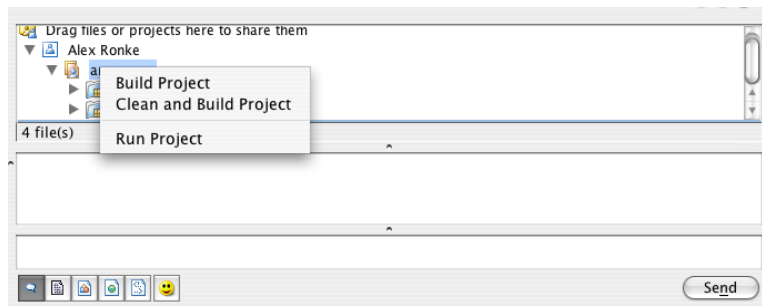 Drag files or projects here to share them
Alex Ronke
Build Project
Clean and Build Project
Run Project
4 file(s)
Send